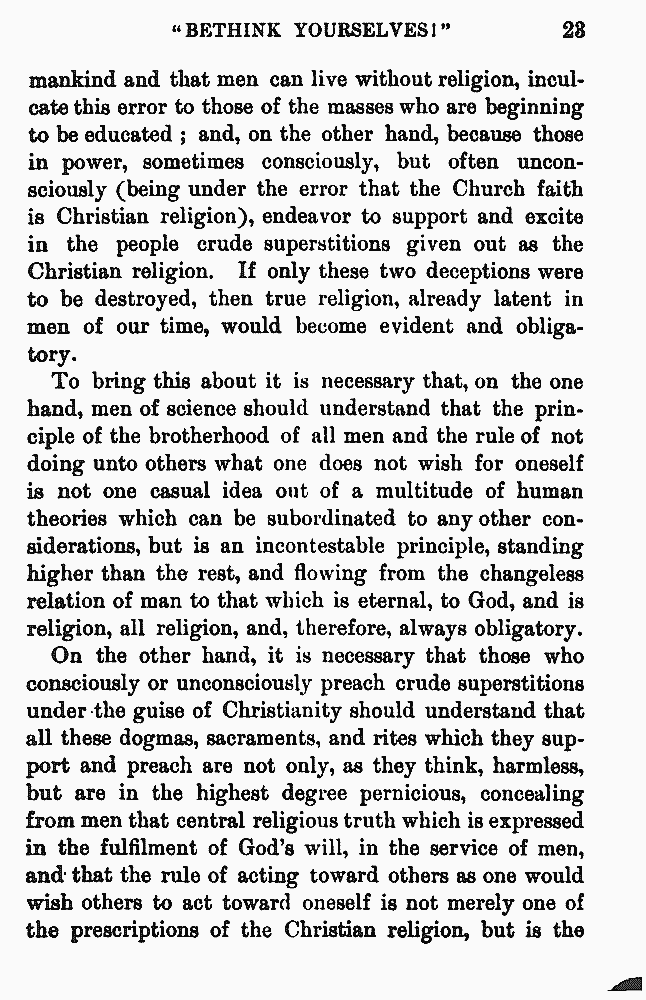 "BETHINK YOURSELVES!" 23
mankind and that men can live without religion, incul-
cate this error to those of the masses who are beginning
to be educated ; and, on the other hand, because those
in power, sometimes consciously, but often uncon-
sciously (being under the error that the Church faith
is Christian religion), endeavor to support and excite
in the people crude superstitions given out as the
Christian religion. If only these two deceptions were
to be destroyed, then true religion, already latent in
men of our time, would become evident and obliga-
tory.
To bring this about it is necessary that, on the one
hand, men of science should understand that the prin-
ciple of the brotherhood of all men and the rule of not
doing unto others what one does not wish for oneself
is not one casual idea out of a multitude of human
theories which can be subordinated to any other con-
siderations, but is an incontestable principle, standing
higher than the rest, and flowing from the changeless
relation of man to that which is eternal, to God, and is
religion, all religion, and, therefore, always obligatory.
On the other hand, it is necessary that those who
consciously or unconsciously preach crude superstitions
under the guise of Christianity should understand that
all these dogmas, sacraments, and rites which they sup-
port and preach are not only, as they think, harmless,
but are in the highest degree pernicious, concealing
from men that central religious truth which is expressed
in the fulfilment of God's will, in the service of men,
and that the rule of acting toward others as one would
wish others to act toward oneself is not merely one of
the prescriptions of the Christian religion, but is the